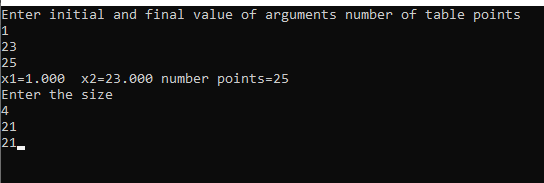 Enter initial and final value of arguments number of table points
1
23
25
x1=1.000  x2=23.000 number points=25
Enter the size
4
21
21